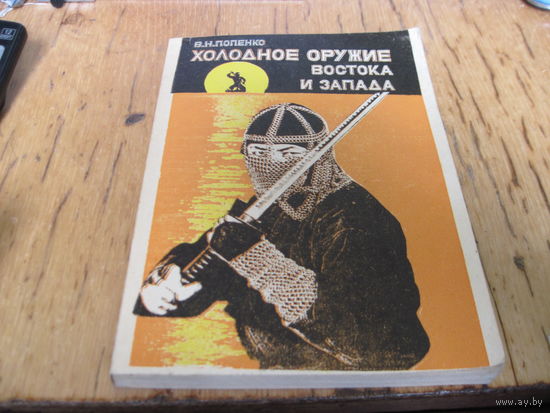 В.Н.ПОПЕНКО
ХОЛОДНОЕ ОРУЖИЕ
ВОСТОКА
И ЗАПАДА
www.ay.by